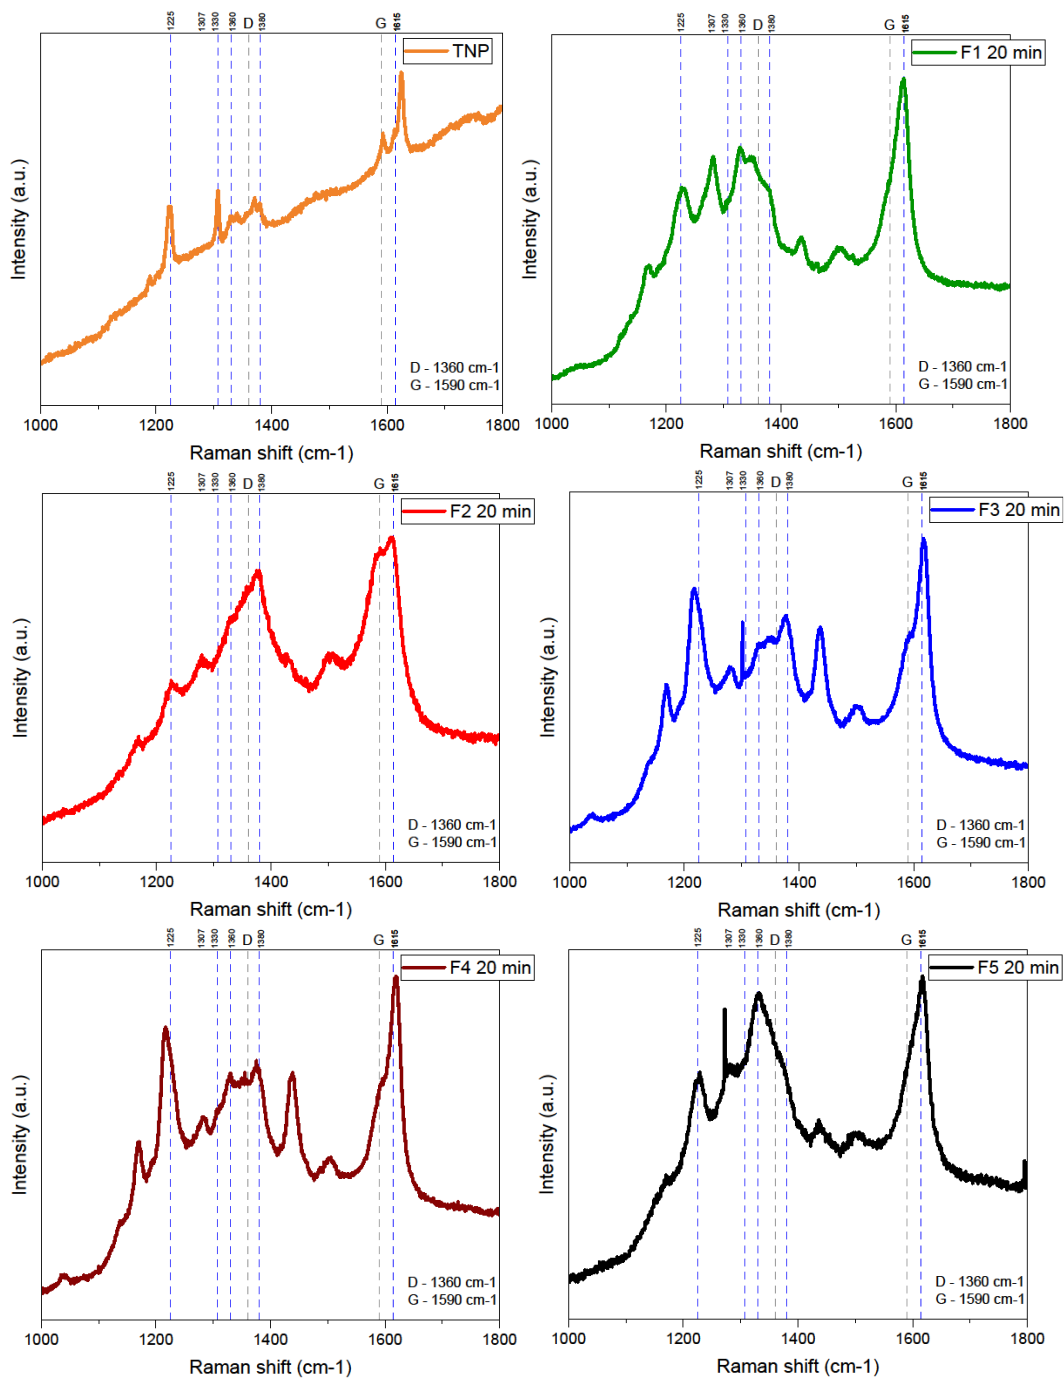 1225 1307 1330 1360 D 1380 G 1615
TNP
Intensity (a.u.)
D - 1360 cm-1
G - 1590 cm-1
1000 1200 1400 1600 1800
Raman shift (cm-1)
1225 1307 1330 1360 D 1380 G 1615
F1 20 min
Intensity (a.u.)
D - 1360 cm-1
G - 1590 cm-1
1000 1200 1400 1600 1800
Raman shift (cm-1)
1225 1307 1330 1360 D 1380 G 1615
F2 20 min
Intensity (a.u.)
D - 1360 cm-1
G - 1590 cm-1
1000 1200 1400 1600 1800
Raman shift (cm-1)
1225 1307 1330 1360 D 1380 G 1615
F3 20 min
Intensity (a.u.)
D - 1360 cm-1
G - 1590 cm-1
1000 1200 1400 1600 1800
Raman shift (cm-1)
1225 1307 1330 1360 D 1380 G 1615
F4 20 min
Intensity (a.u.)
D - 1360 cm-1
G - 1590 cm-1
1000 1200 1400 1600 1800
Raman shift (cm-1)
1225 1307 1330 1360 D 1380 G 1615
F5 20 min
Intensity (a.u.)
D - 1360 cm-1
G - 1590 cm-1
1000 1200 1400 1600 1800
Raman shift (cm-1)